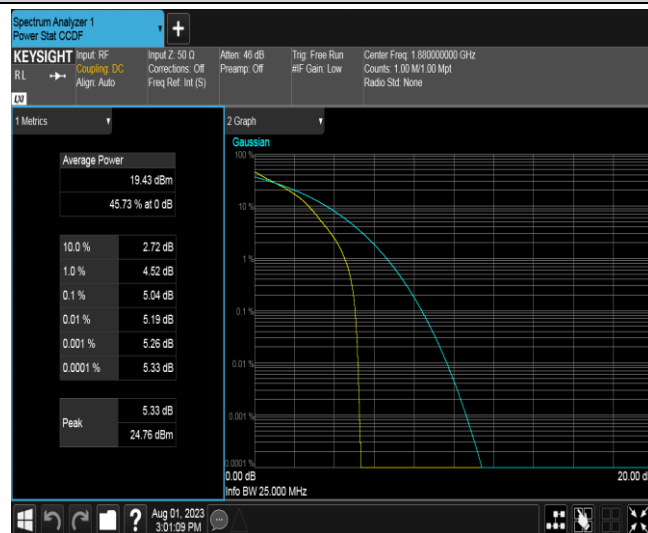 Spectrum Analyzer 1
Power Stat CCDF
KEYSIGHT
RL
Input: RF
Coupling: DC
Align: Auto
Input Z: 50 Ω
Corrections: Off
Freq Ref: Int (S)
Atten: 46 dB
Preamp: Off
Trig: Free Run
#IF Gain: Low
Center Freq: 1.880000000 GHz
Counts: 1.00 M/1.00 Mpt
Radio Std: None
1 Metrics
Average Power
19.43 dBm
45.73 % at 0 dB
10.0 % 2.72 dB
1.0 % 4.52 dB
0.1 % 5.04 dB
0.01 % 5.19 dB
0.001 % 5.26 dB
0.0001 % 5.33 dB
Peak
5.33 dB
24.76 dBm
2 Graph
Gaussian
100 %
10 %
1 %
0.1 %
0.01 %
0.001 %
0.0001 %
0.00 dB
20.00 d
Info BW 25.000 MHz
Aug 01, 2023
3:01:09 PM